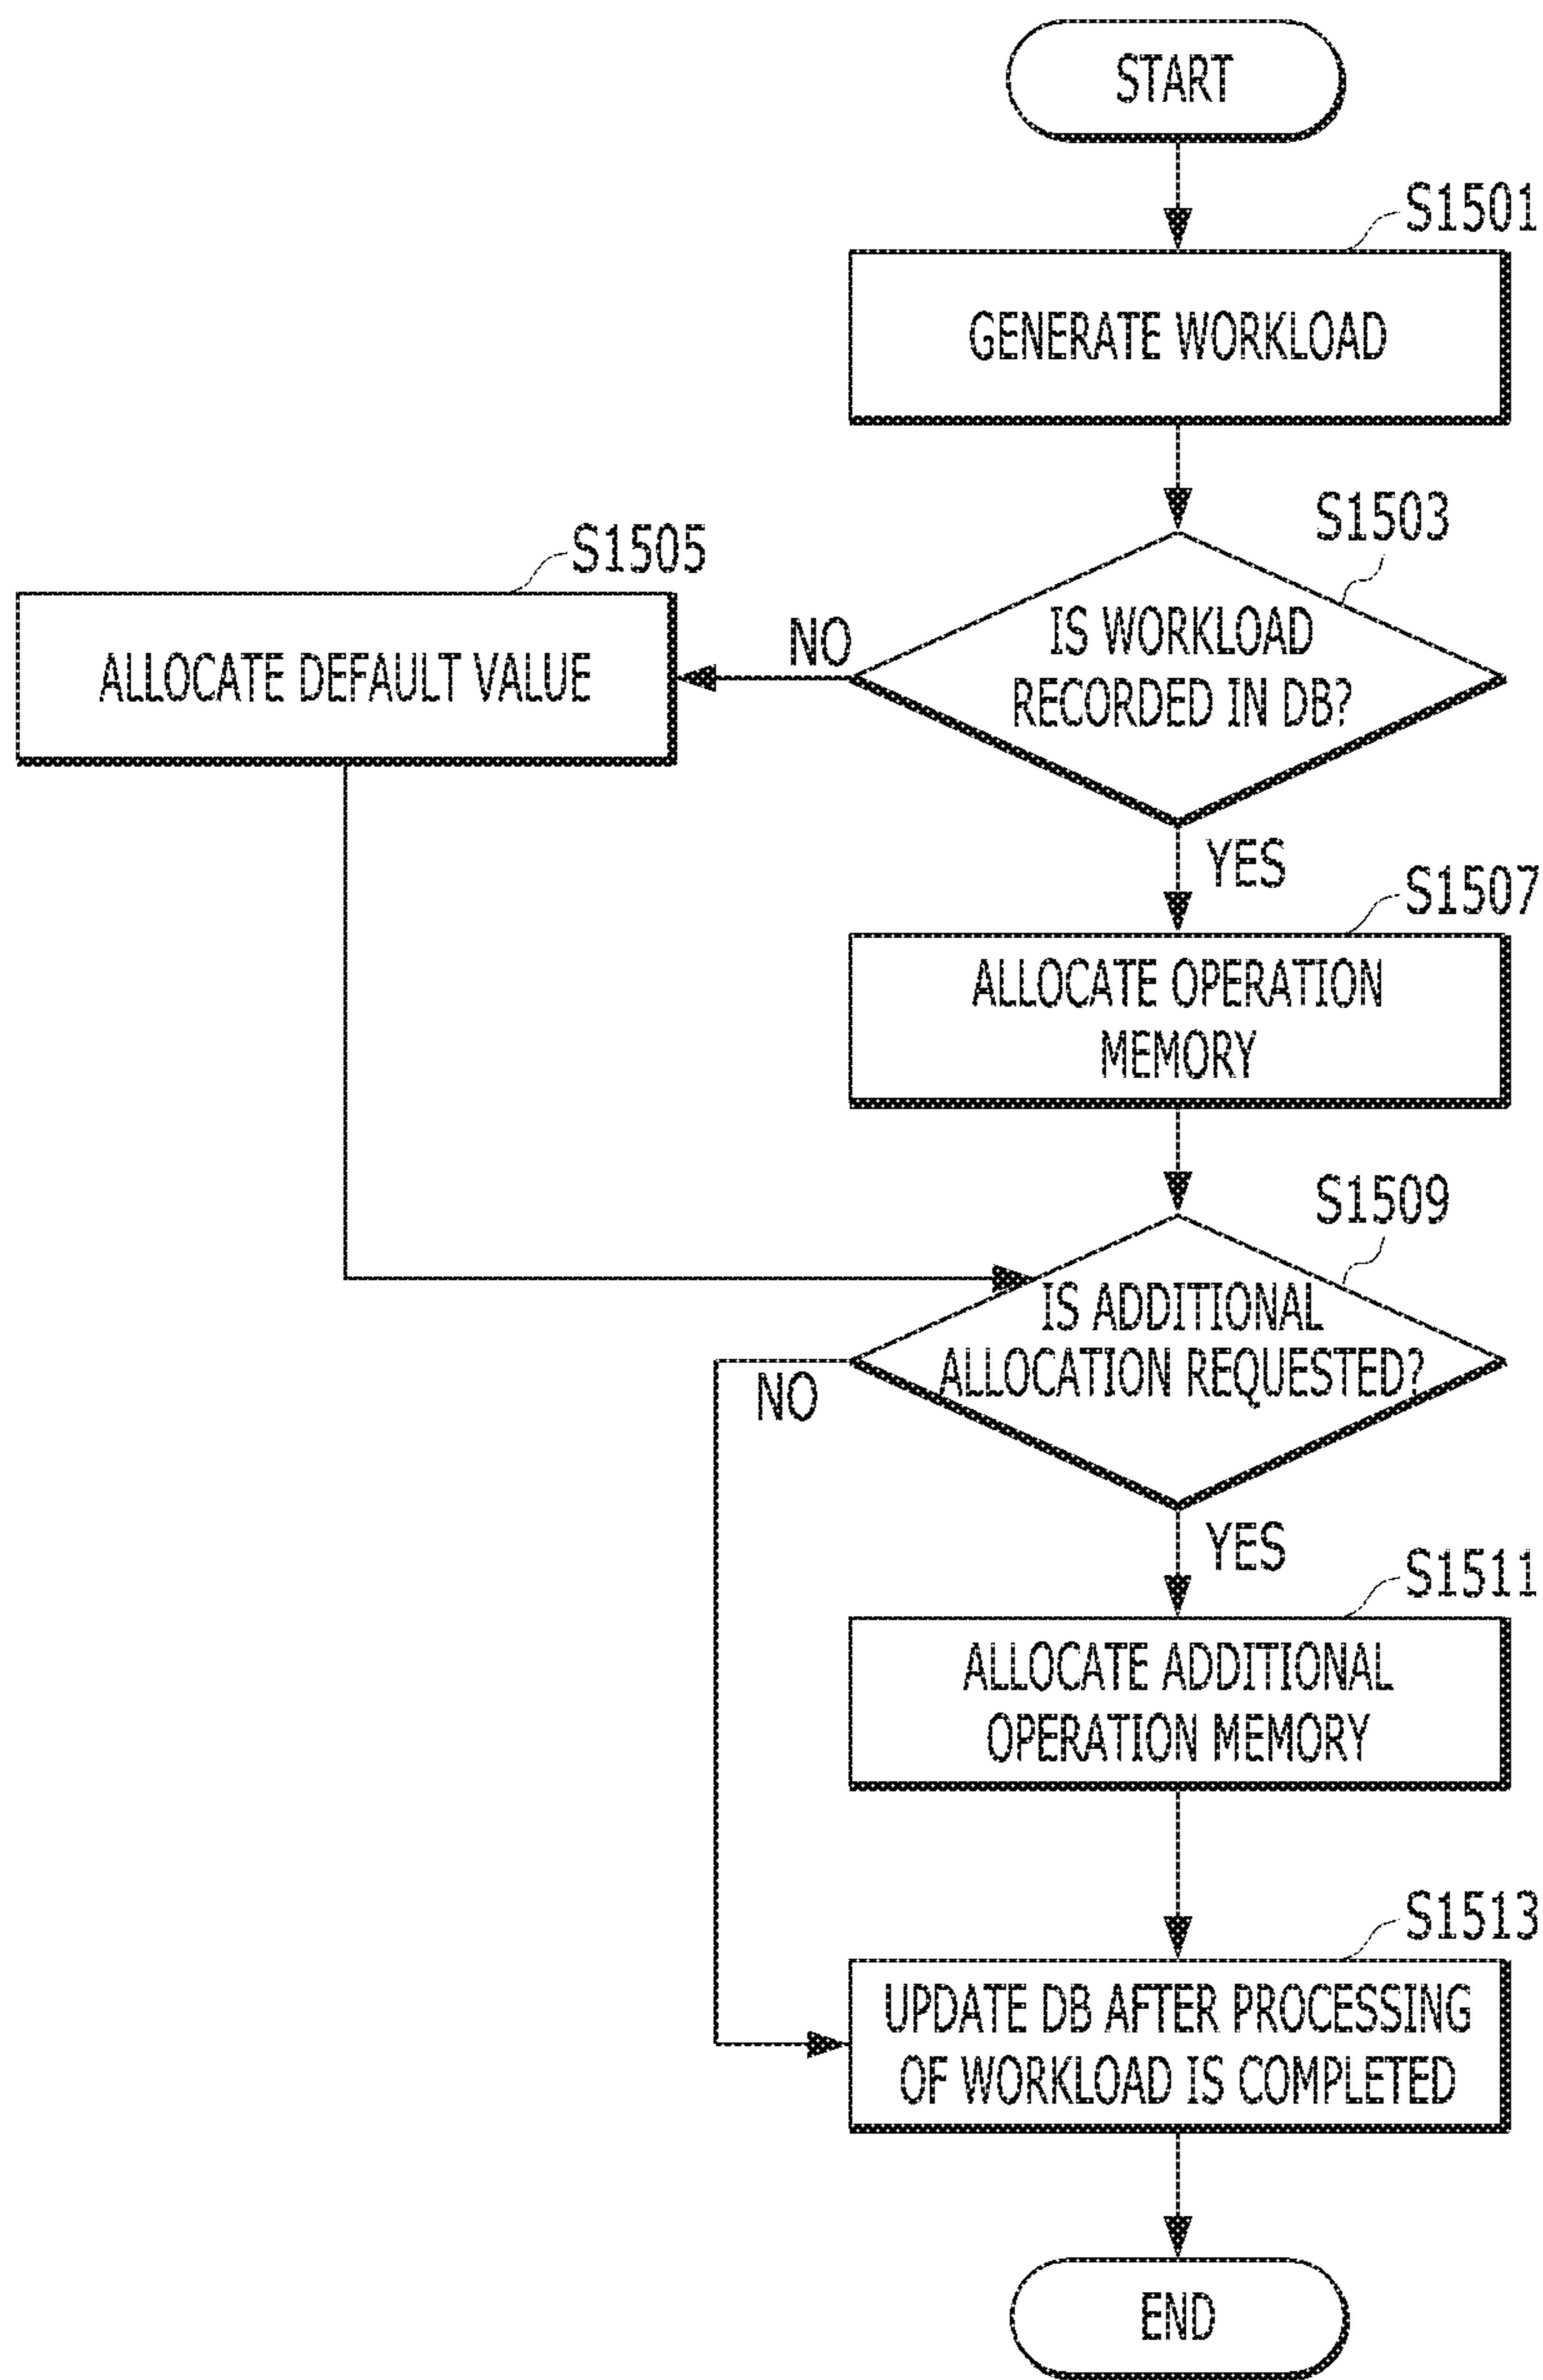 START
S1501
GENERATE WORKLOAD
S1503
S1505
IS WORKLOAD
RECORDED IN DB?
NO
ALLOCATE DEFAULT VALUE
YES
S1507
ALLOCATE OPERATION
MEMORY
S1509
IS ADDITIONAL
ALLOCATION REQUESTED?
NO
YES
S1511
ALLOCATE ADDITIONAL
OPERATION MEMORY
S1513
UPDATE DB AFTER PROCESSING
OF WORKLOAD IS COMPLETED
END